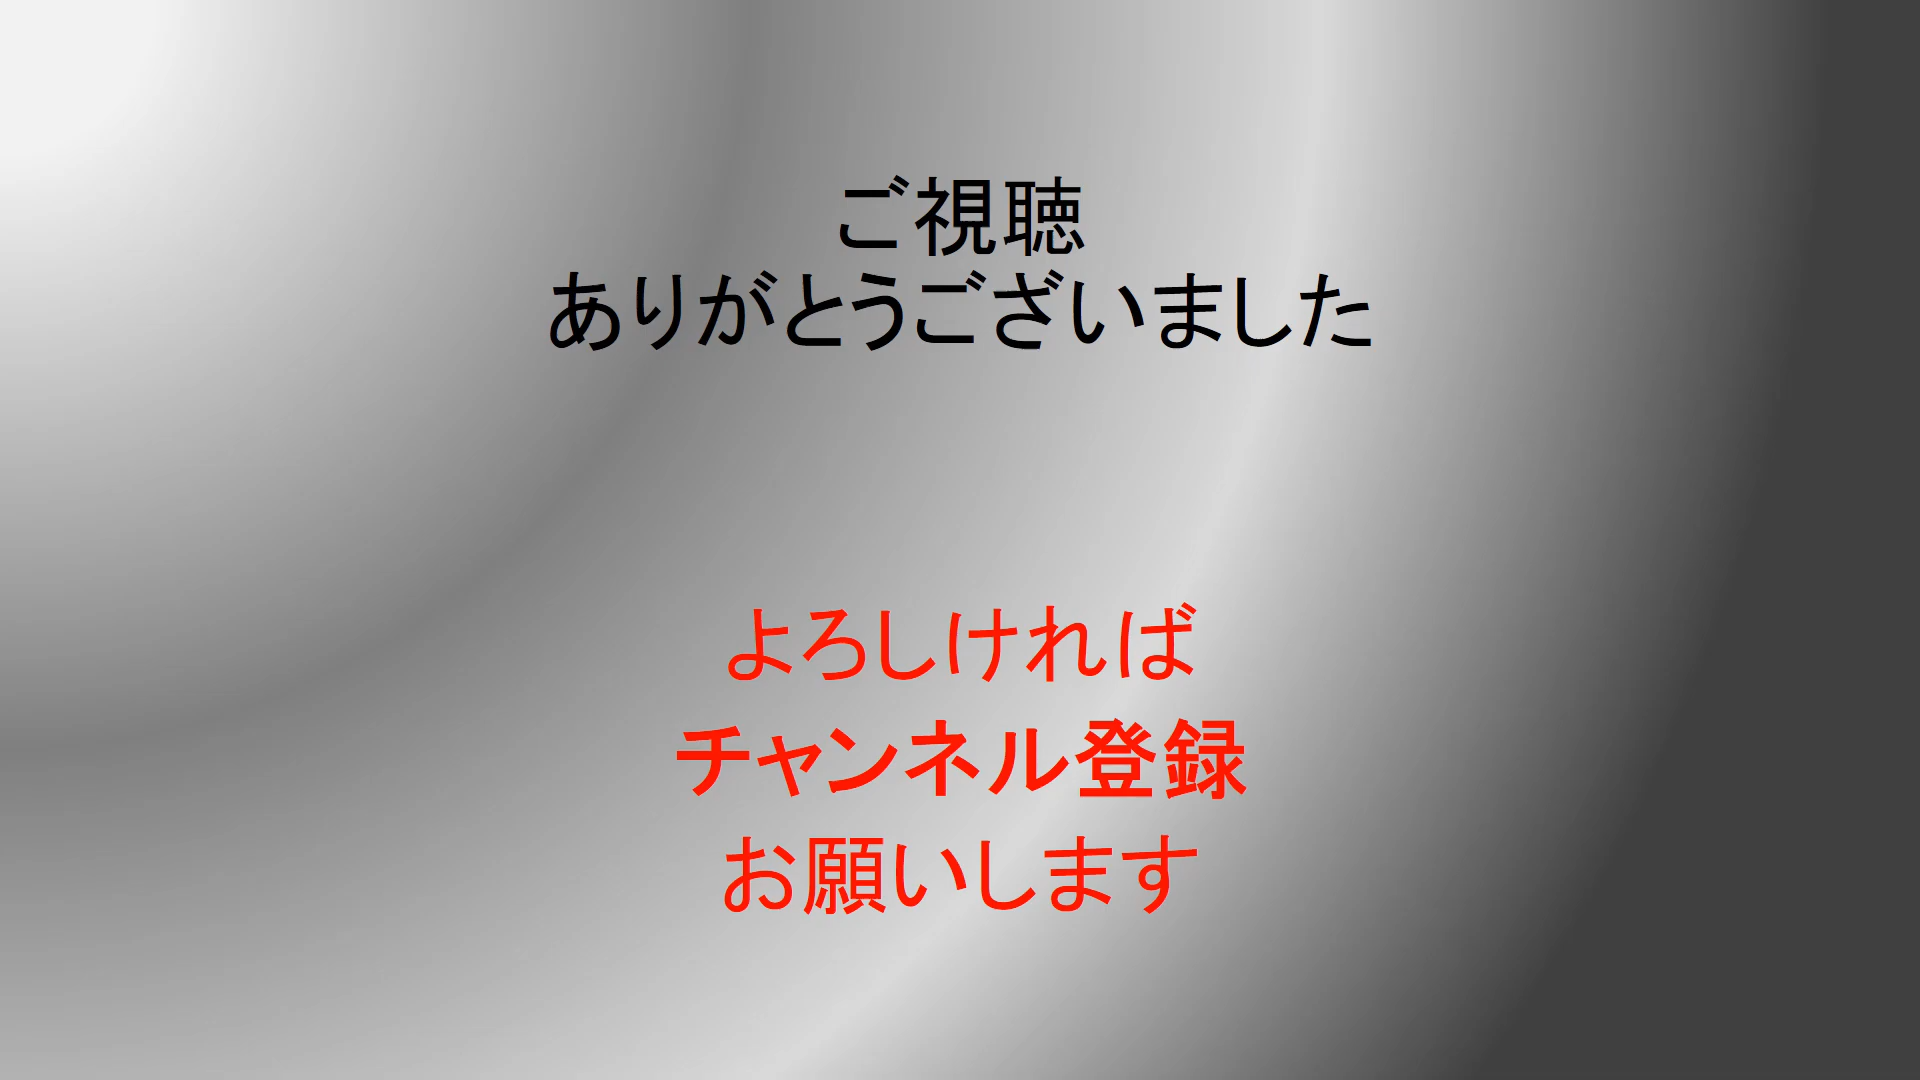 ご視聴
ありがとうございました
よろしければ
チャンネル登録
お願いします